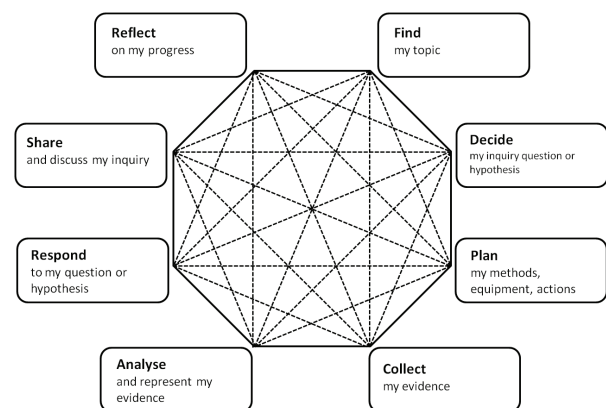 Reflect
on my progress
Find
my topic
Share
and discuss my inquiry
Decide
my inquiry question or
hypothesis
Respond
to my question or
hypothesis
Plan
my methods,
equipment, actions
Analyse
and represent my
evidence
Collect
my evidence